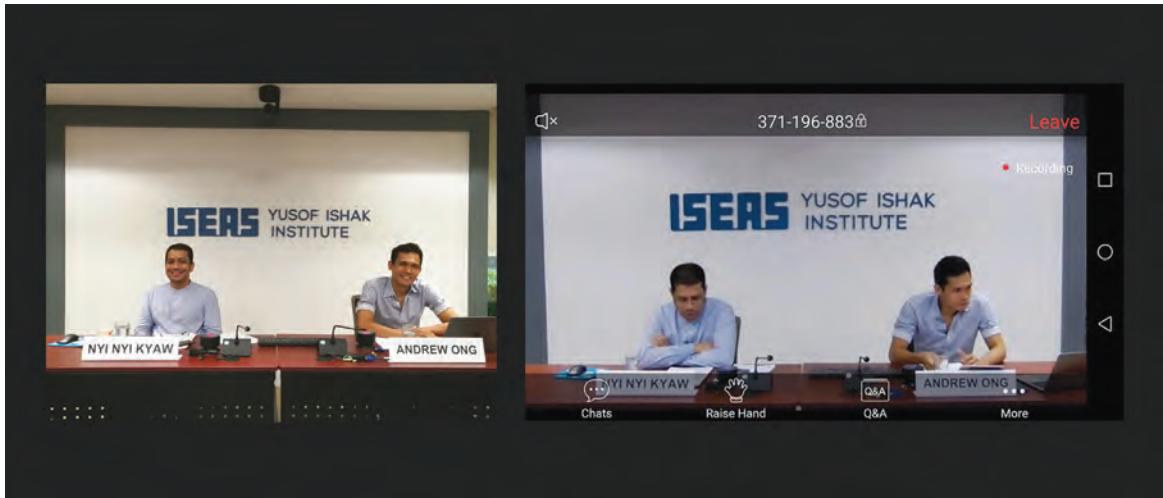 ISEAS YUSOF ISHAK
INSTITUTE
NYI NYI KYAW
ANDREW ONG
371-196-883
Leave
Recording
ISEAS YUSOF ISHAK
INSTITUTE
NYI NYI KYAW
ANDREW ONG
Q&A
Chats
Raise Hand
Q&A
More